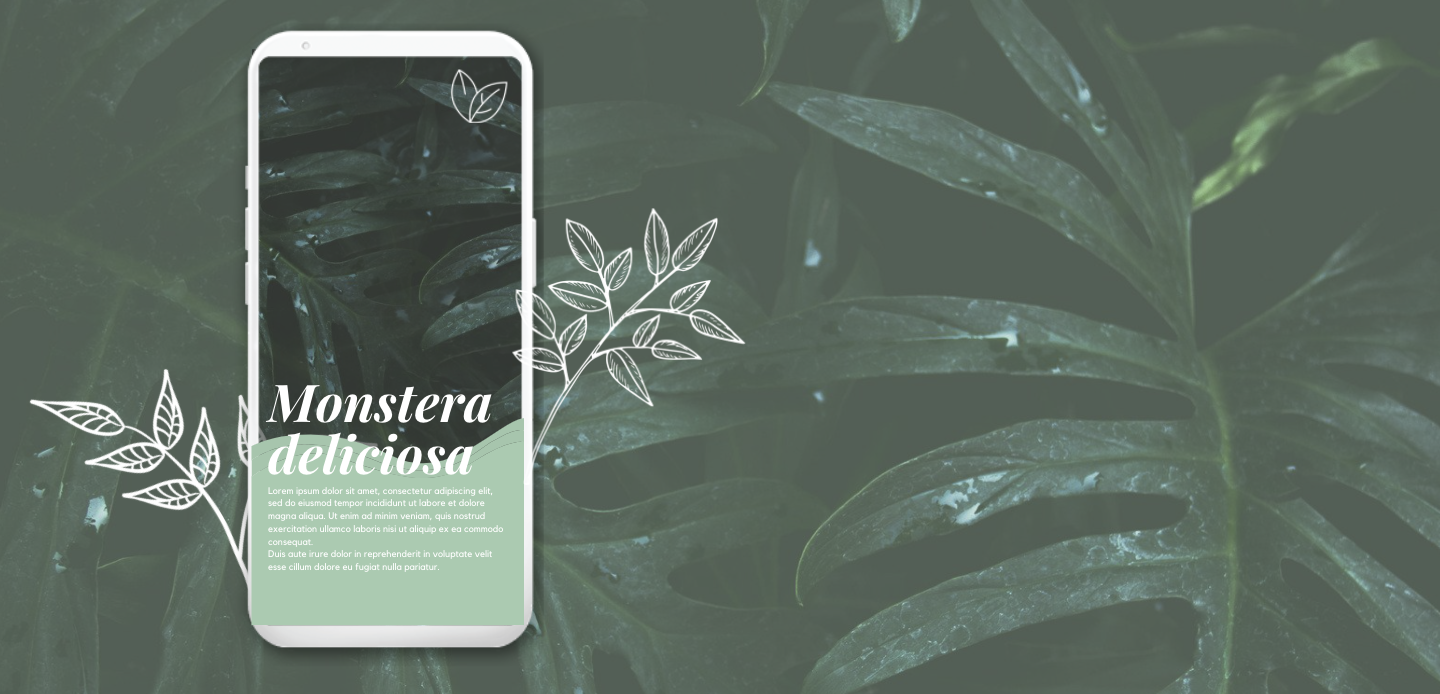 Monstera
deliciosa
Lorem ipsum dolor sit amet, consectetur adipiscing elit,
sed do eiusmod tempor incididunt ut labore et dolore
magna aliqua. Ut enim ad minim veniam, quis nostrud
exercitation ullamco laboris nisi ut aliquip ex ea commodo
consequat.
Duis aute irure dolor in reprehenderit in voluptate velit
esse cillum dolore eu fugiat nulla pariatur.